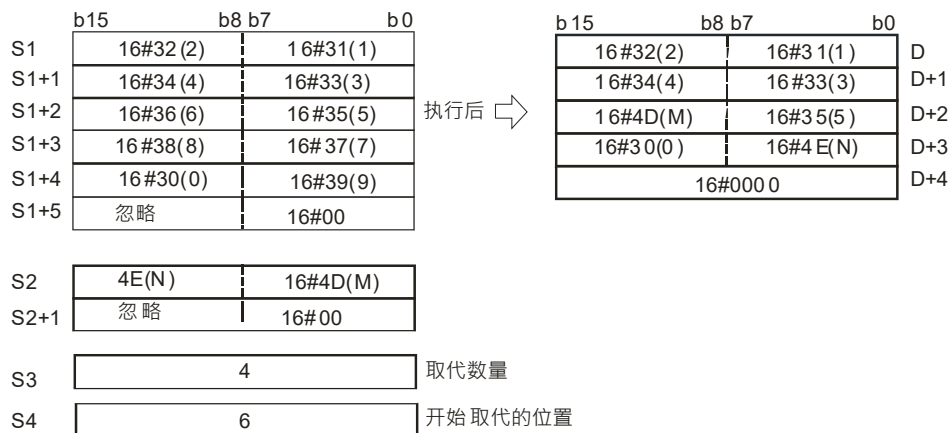 b15 b8 b7 b0
S1 16#32(2) 16#31(1)
S1+1 16#34(4) 16#33(3)
S1+2 16#36(6) 16#35(5)
S1+3 16#38(8) 16#37(7)
S1+4 16#30(0) 16#39(9)
S1+5 忽略 16#00
执行后
b15 b8 b7 b0
16#32(2) 16#31(1) D
16#34(4) 16#33(3) D+1
16#4D(M) 16#35(5) D+2
16#30(0) 16#4E(N) D+3
16#0000 D+4
S2 4E(N) 16#4D(M)
S2+1 忽略 16#00
S3 4 取代数量
S4 6 开始取代的位置